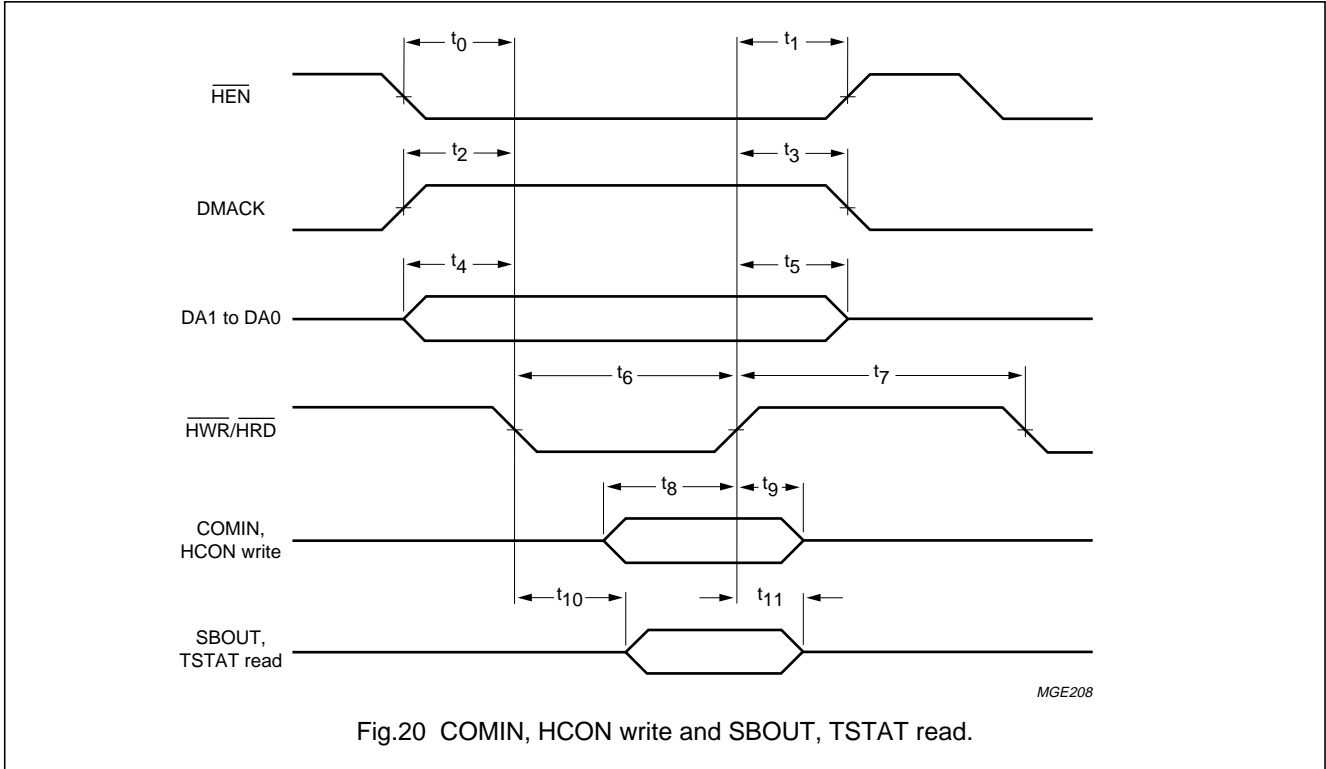 t0 t1
HEN
t2 t3
DMACK
t4 t5
DA1 to DA0
t6 t7
HWR/HRD
t8 t9
COMIN,
HCON write
t10 t11
SBOUT,
TSTAT read
MGE208
Fig.20 COMIN, HCON write and SBOUT, TSTAT read.